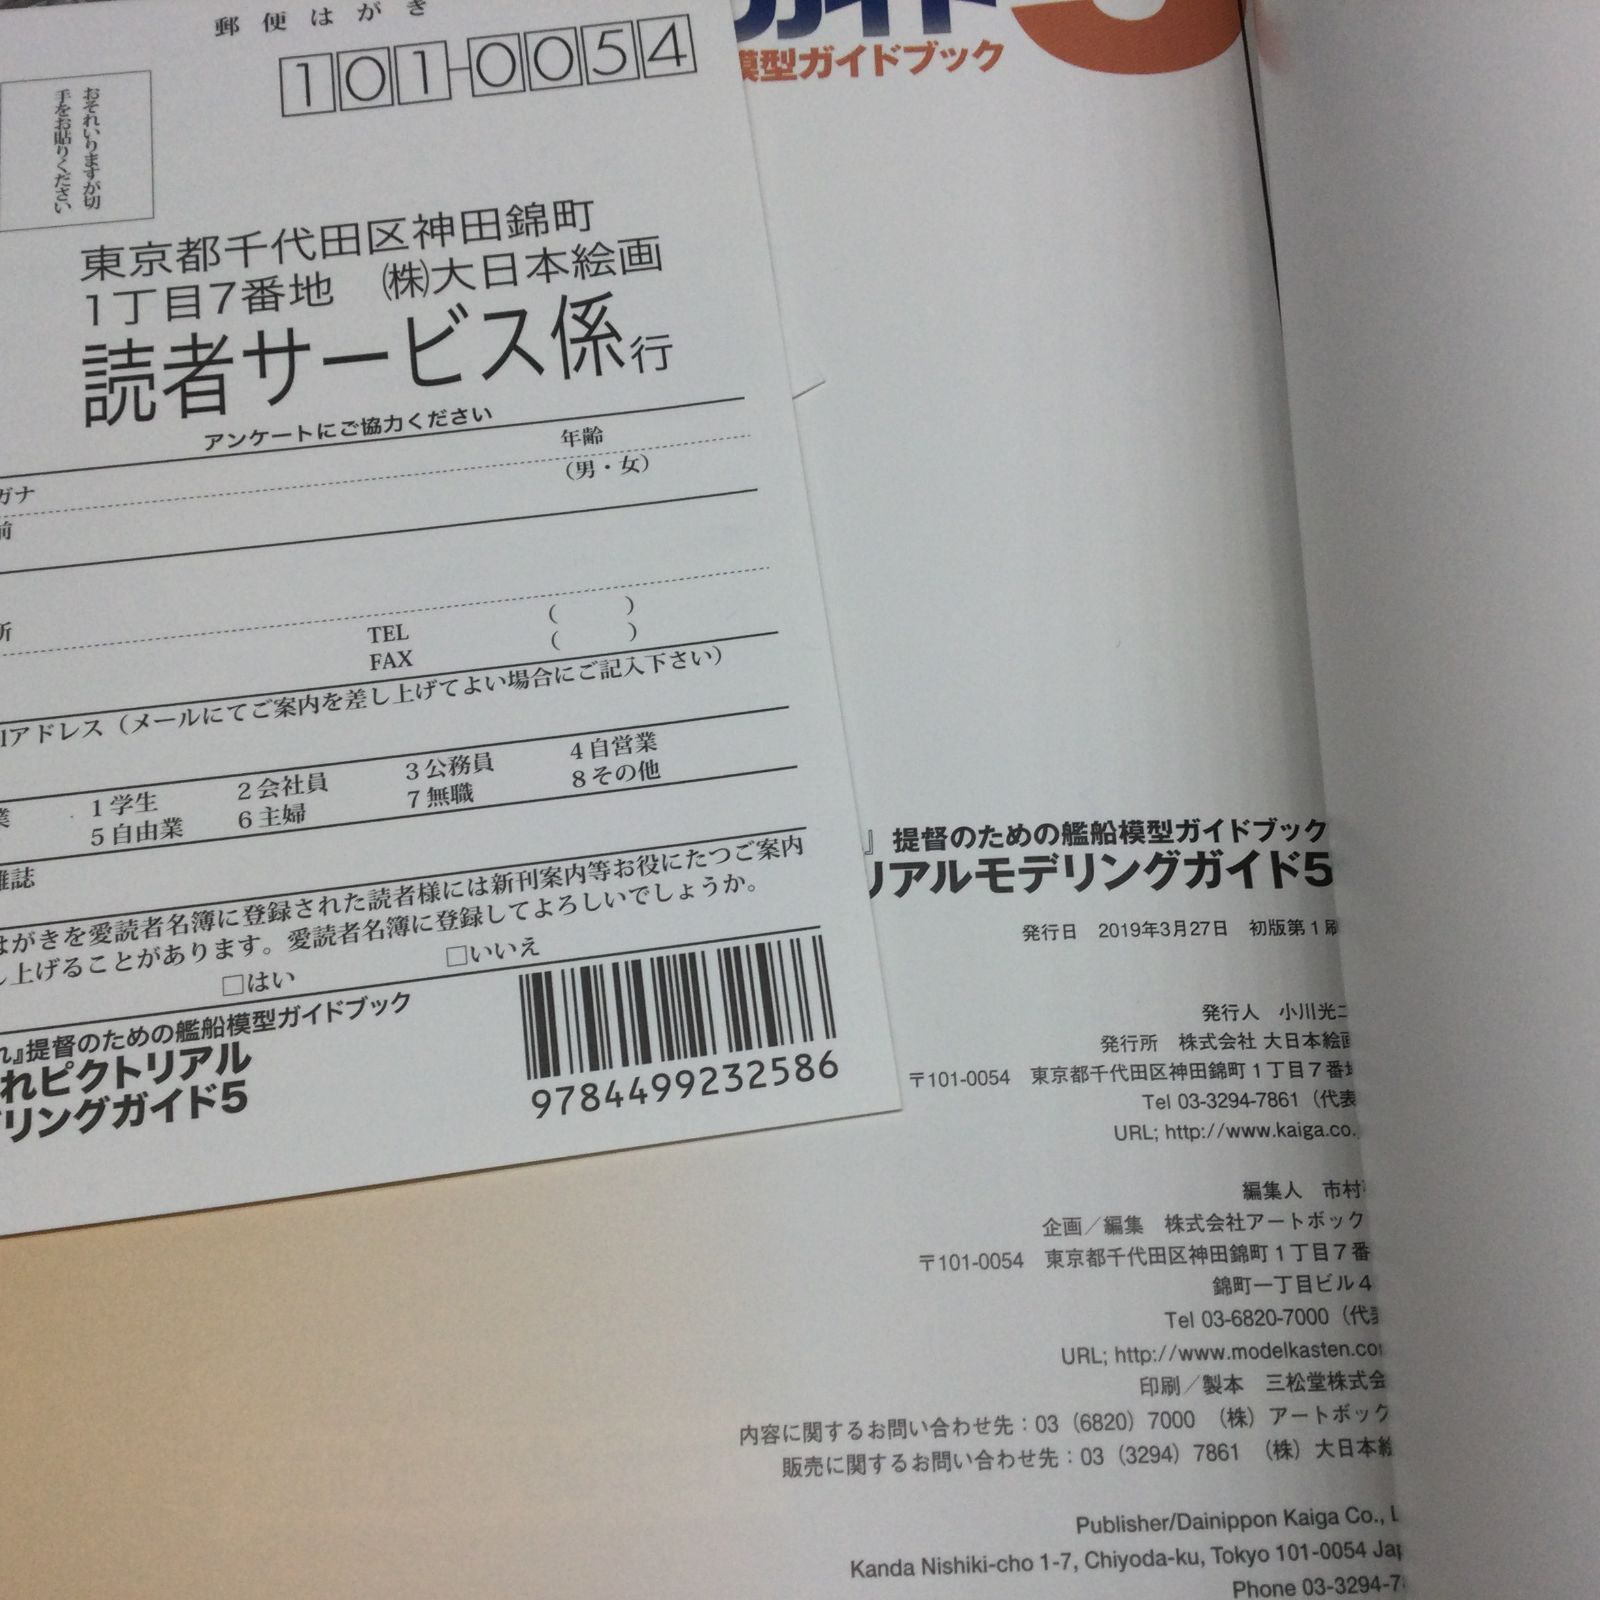 郵便はがき
101-0054
おそれいりますが切
手をお貼りください
東京都千代田区神田錦町
1丁目7番地 ㈱大日本絵画
読者サービス係行
アンケートにご協力ください
ガナ 年齢
前 (男・女)
所
TEL ( )
FAX ( )
アドレス（メールにてご案内を差し上げてよい場合にご記入下さい）
業 1学生 2会社員 3公務員 4自営業
5自由業 6主婦 7無職 8その他
雑誌
はがきを愛読者名簿に登録された読者様には新刊案内等お役にたつご案内
し上げることがあります。愛読者名簿に登録してよろしいでしょうか。
□はい □いいえ
れ』提督のための艦船模型ガイドブック
れピクトリアル
リングガイド5
9784499232586
ガイド5
模型ガイドブック
』提督のための艦船模型ガイドブック
リアルモデリングガイド5
発行日 2019年3月27日 初版第1刷
発行人 小川光二
発行所 株式会社 大日本絵画
〒101-0054 東京都千代田区神田錦町1丁目7番地
Tel 03-3294-7861（代表
URL; http://www.kaiga.co.
編集人 市村
企画／編集 株式会社アートボック
〒101-0054 東京都千代田区神田錦町1丁目7番
錦町一丁目ビル4
Tel 03-6820-7000（代表
URL; http://www.modelkasten.co
印刷／製本 三松堂株式会
内容に関するお問い合わせ先：03（6820）7000 （株）アートボック
販売に関するお問い合わせ先：03（3294）7861 （株）大日本絵
Publisher/Dainippon Kaiga Co., L
Kanda Nishiki-cho 1-7, Chiyoda-ku, Tokyo 101-0054 Jap
Phone 03-3294-7